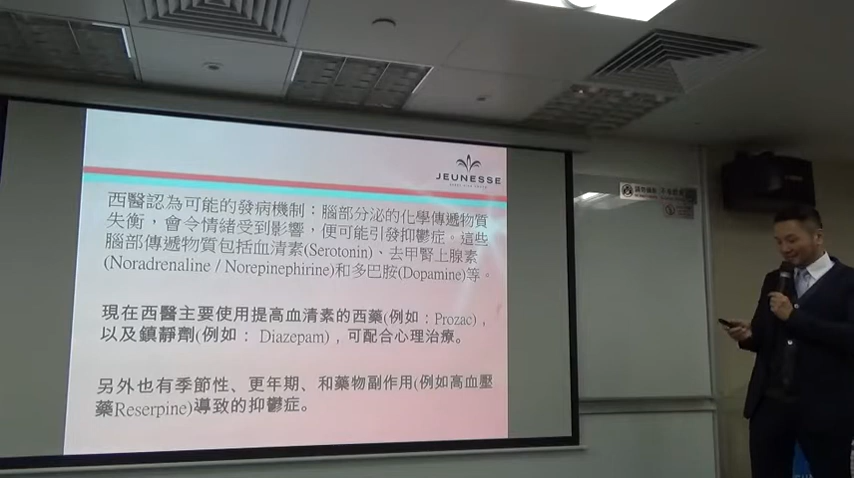 JEUNESSE
西醫認為可能的發病機制：腦部分泌的化學傳遞物質
失衡，會令情緒受到影響，便可能引發抑鬱症。這些
腦部傳遞物質包括血清素(Serotonin)、去甲腎上腺素
(Noradrenaline / Norepinephirine)和多巴胺(Dopamine)等。
現在西醫主要使用提高血清素的西藥(例如：Prozac)，
以及鎮靜劑(例如： Diazepam)，可配合心理治療。
另外也有季節性、更年期、和藥物副作用(例如高血壓
藥Reserpine)導致的抑鬱症。